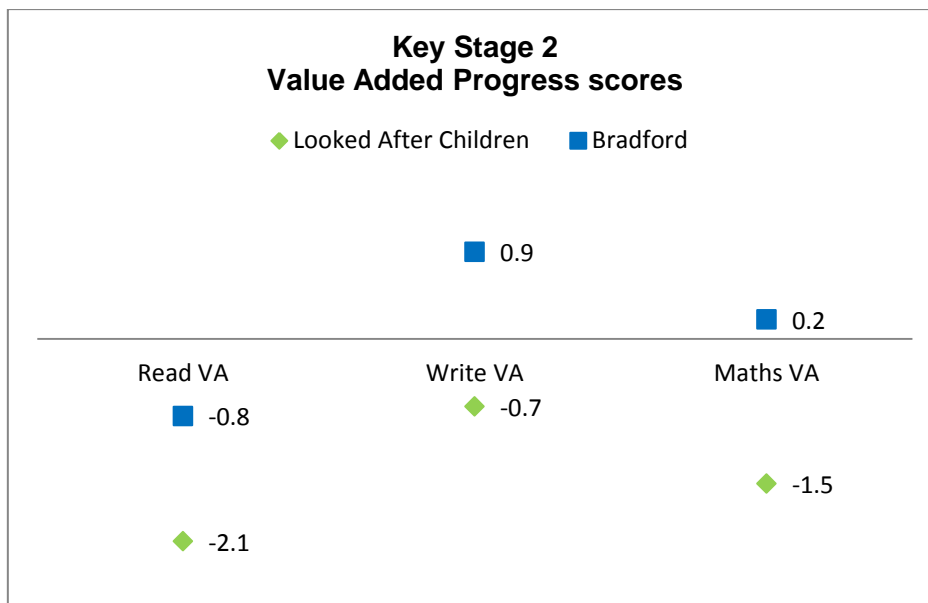 Key Stage 2
Value Added Progress scores
Looked After Children Bradford
0.9
0.2
Read VA Write VA Maths VA
-0.8
-0.7
-1.5
-2.1